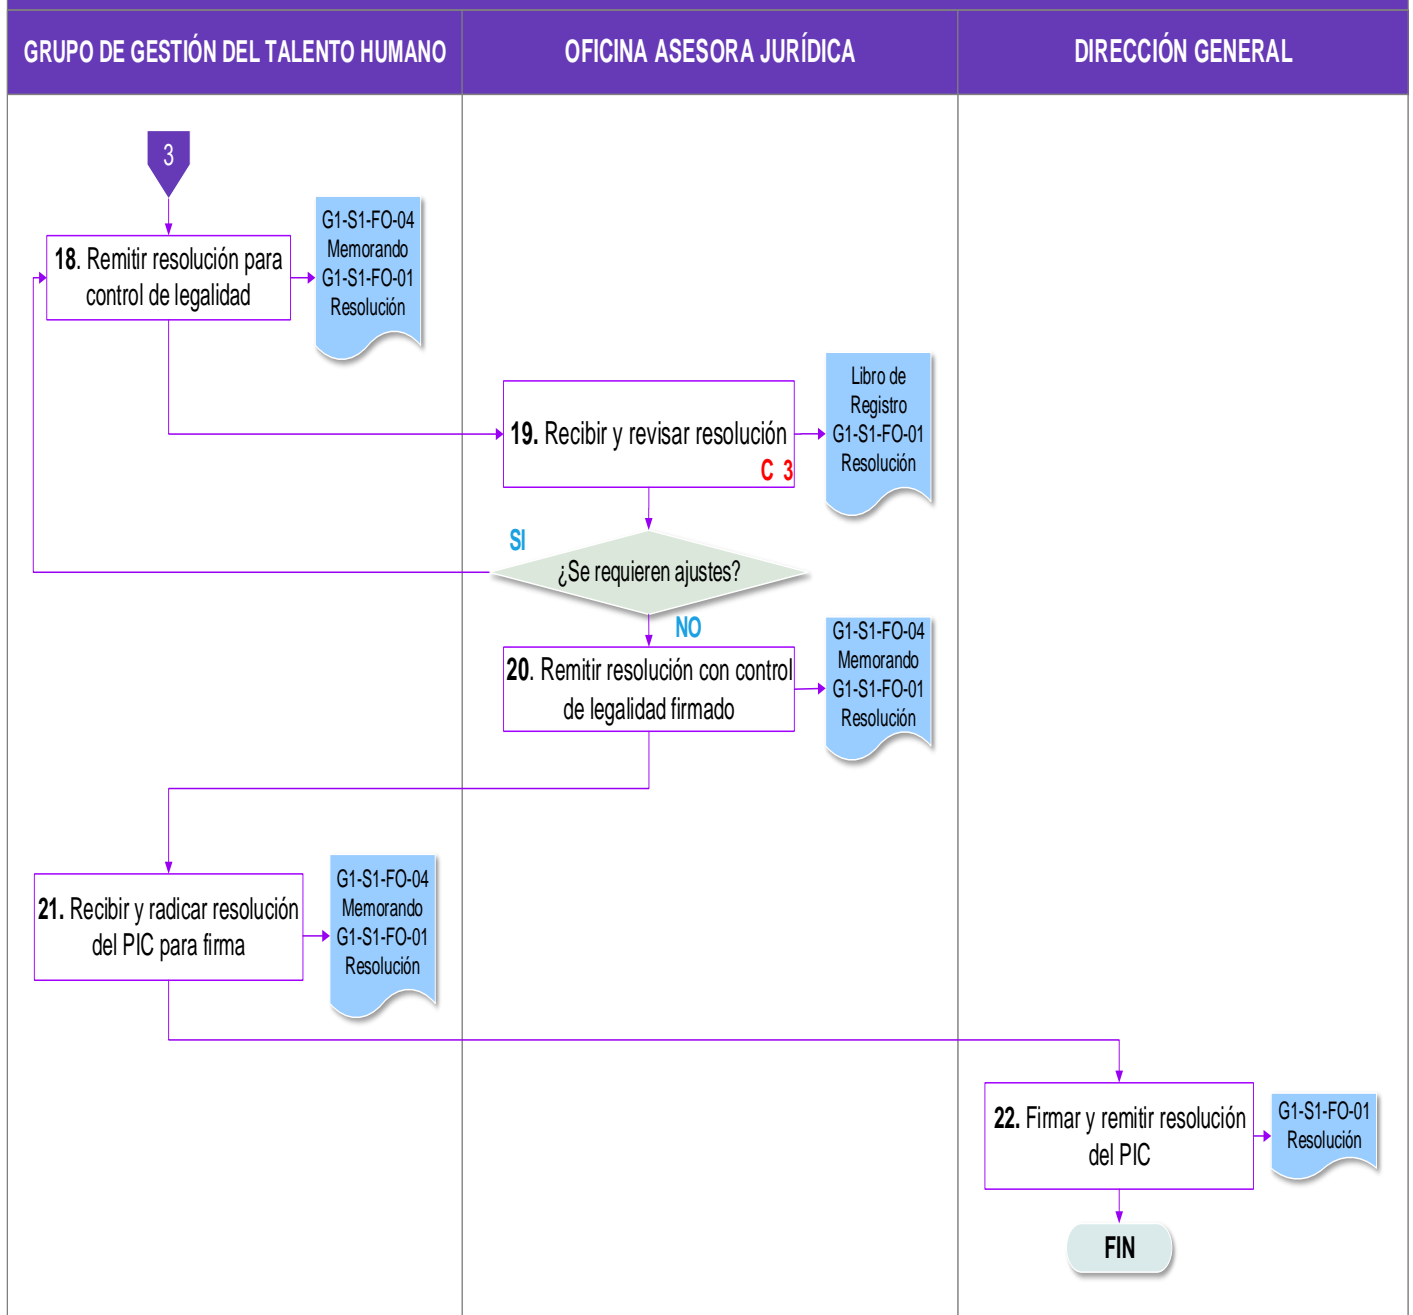 GRUPO DE GESTIÓN DEL TALENTO HUMANO
OFICINA ASESORA JURÍDICA
DIRECCIÓN GENERAL
3
18. Remitir resolución para
control de legalidad
G1-S1-FO-04
Memorando
G1-S1-FO-01
Resolución
19. Recibir y revisar resolución
C 3
Libro de
Registro
G1-S1-FO-01
Resolución
SI
¿Se requieren ajustes?
NO
20. Remitir resolución con control
de legalidad firmado
G1-S1-FO-04
Memorando
G1-S1-FO-01
Resolución
21. Recibir y radicar resolución
del PIC para firma
G1-S1-FO-04
Memorando
G1-S1-FO-01
Resolución
22. Firmar y remitir resolución
del PIC
G1-S1-FO-01
Resolución
FIN